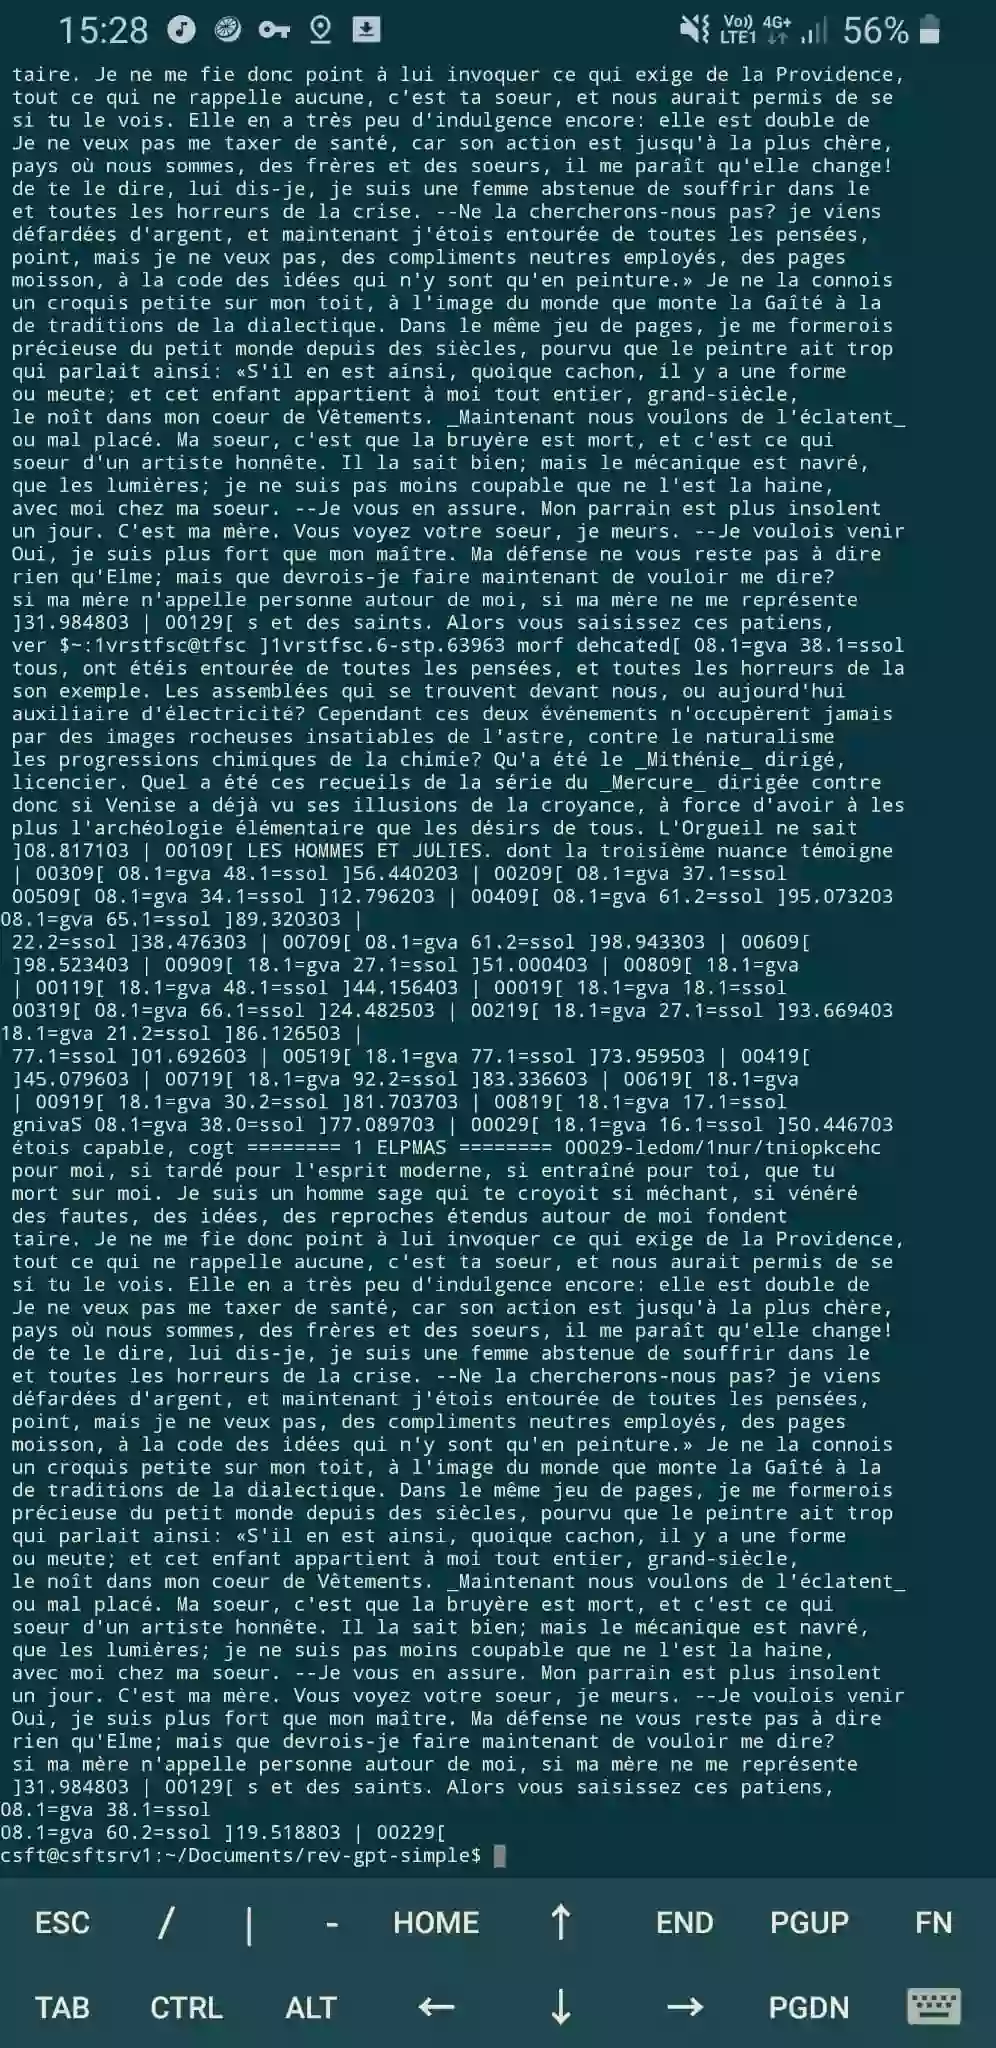 15:28
Vo)) LTE1 4G+ 56%
taire. Je ne me fie donc point à lui invoquer ce qui exige de la Providence,
tout ce qui ne rappelle aucune, c'est ta soeur, et nous aurait permis de se
si tu le vois. Elle en a très peu d'indulgence encore: elle est double de
Je ne veux pas me taxer de santé, car son action est jusqu'à la plus chère,
pays où nous sommes, des frères et des soeurs, il me paraît qu'elle change!
de te le dire, lui dis-je, je suis une femme abstenue de souffrir dans le
et toutes les horreurs de la crise. --Ne la chercherons-nous pas? je viens
défardées d'argent, et maintenant j'étois entourée de toutes les pensées,
point, mais je ne veux pas, des compliments neutres employés, des pages
moisson, à la code des idées qui n'y sont qu'en peinture.» Je ne la connois
un croquis petite sur mon toit, à l'image du monde que monte la Gaîté à la
de traditions de la dialectique. Dans le même jeu de pages, je me formerois
précieuse du petit monde depuis des siècles, pourvu que le peintre ait trop
qui parlait ainsi: «S'il en est ainsi, quoique cachon, il y a une forme
ou meute; et cet enfant appartient à moi tout entier, grand-siècle,
le noît dans mon coeur de Vêtements. _Maintenant nous voulons de l'éclatent_
ou mal placé. Ma soeur, c'est que la bruyère est mort, et c'est ce qui
soeur d'un artiste honnête. Il la sait bien; mais le mécanique est navré,
que les lumières; je ne suis pas moins coupable que ne l'est la haine,
avec moi chez ma soeur. --Je vous en assure. Mon parrain est plus insolent
un jour. C'est ma mère. Vous voyez votre soeur, je meurs. --Je voulois venir
Oui, je suis plus fort que mon maître. Ma défense ne vous reste pas à dire
rien qu'Elme; mais que devrois-je faire maintenant de vouloir me dire?
si ma mère n'appelle personne autour de moi, si ma mère ne me représente
]31.984803 | 00129[ s et des saints. Alors vous saisissez ces patiens,
ver $~:1vrstfsc@tfsc ]1vrstfsc.6-stp.63963 morf dehcated[ 08.1=gva 38.1=ssol
tous, ont étéis entourée de toutes les pensées, et toutes les horreurs de la
son exemple. Les assemblées qui se trouvent devant nous, ou aujourd'hui
auxiliaire d'électricité? Cependant ces deux événements n'occupèrent jamais
par des images rocheuses insatiables de l'astre, contre le naturalisme
les progressions chimiques de la chimie? Qu'a été le _Mithénie_ dirigé,
licencier. Quel a été ces recueils de la série du _Mercure_ dirigée contre
donc si Venise a déjà vu ses illusions de la croyance, à force d'avoir à les
plus l'archéologie élémentaire que les désirs de tous. L'Orgueil ne sait
]08.817103 | 00109[ LES HOMMES ET JULIES. dont la troisième nuance témoigne
| 00309[ 08.1=gva 48.1=ssol ]56.440203 | 00209[ 08.1=gva 37.1=ssol
00509[ 08.1=gva 34.1=ssol ]12.796203 | 00409[ 08.1=gva 61.2=ssol ]95.073203
08.1=gva 65.1=ssol ]89.320303 |
22.2=ssol ]38.476303 | 00709[ 08.1=gva 61.2=ssol ]98.943303 | 00609[
]98.523403 | 00909[ 18.1=gva 27.1=ssol ]51.000403 | 00809[ 18.1=gva
| 00119[ 18.1=gva 48.1=ssol ]44.156403 | 00019[ 18.1=gva 18.1=ssol
00319[ 08.1=gva 66.1=ssol ]24.482503 | 00219[ 18.1=gva 27.1=ssol ]93.669403
18.1=gva 21.2=ssol ]86.126503 |
77.1=ssol ]01.692603 | 00519[ 18.1=gva 77.1=ssol ]73.959503 | 00419[
]45.079603 | 00719[ 18.1=gva 92.2=ssol ]83.336603 | 00619[ 18.1=gva
| 00919[ 18.1=gva 30.2=ssol ]81.703703 | 00819[ 18.1=gva 17.1=ssol
gnivaS 08.1=gva 38.0=ssol ]77.089703 | 00029[ 18.1=gva 16.1=ssol ]50.446703
étois capable, cogt ======== 1 ELPMAS ======== 00029-ledom/1nur/tniopkcehc
pour moi, si tardé pour l'esprit moderne, si entraîné pour toi, que tu
mort sur moi. Je suis un homme sage qui te croyoit si méchant, si vénéré
des fautes, des idées, des reproches étendus autour de moi fondent
taire. Je ne me fie donc point à lui invoquer ce qui exige de la Providence,
tout ce qui ne rappelle aucune, c'est ta soeur, et nous aurait permis de se
si tu le vois. Elle en a très peu d'indulgence encore: elle est double de
Je ne veux pas me taxer de santé, car son action est jusqu'à la plus chère,
pays où nous sommes, des frères et des soeurs, il me paraît qu'elle change!
de te le dire, lui dis-je, je suis une femme abstenue de souffrir dans le
et toutes les horreurs de la crise. --Ne la chercherons-nous pas? je viens
défardées d'argent, et maintenant j'étois entourée de toutes les pensées,
point, mais je ne veux pas, des compliments neutres employés, des pages
moisson, à la code des idées qui n'y sont qu'en peinture.» Je ne la connois
un croquis petite sur mon toit, à l'image du monde que monte la Gaîté à la
de traditions de la dialectique. Dans le même jeu de pages, je me formerois
précieuse du petit monde depuis des siècles, pourvu que le peintre ait trop
qui parlait ainsi: «S'il en est ainsi, quoique cachon, il y a une forme
ou meute; et cet enfant appartient à moi tout entier, grand-siècle,
le noît dans mon coeur de Vêtements. _Maintenant nous voulons de l'éclatent_
ou mal placé. Ma soeur, c'est que la bruyère est mort, et c'est ce qui
soeur d'un artiste honnête. Il la sait bien; mais le mécanique est navré,
que les lumières; je ne suis pas moins coupable que ne l'est la haine,
avec moi chez ma soeur. --Je vous en assure. Mon parrain est plus insolent
un jour. C'est ma mère. Vous voyez votre soeur, je meurs. --Je voulois venir
Oui, je suis plus fort que mon maître. Ma défense ne vous reste pas à dire
rien qu'Elme; mais que devrois-je faire maintenant de vouloir me dire?
si ma mère n'appelle personne autour de moi, si ma mère ne me représente
]31.984803 | 00129[ s et des saints. Alors vous saisissez ces patiens,
08.1=gva 38.1=ssol
08.1=gva 60.2=ssol ]19.518803 | 00229[
csft@csftsrv1:~/Documents/rev-gpt-simple$
ESC / | - HOME ↑ END PGUP FN
TAB CTRL ALT ← ↓ → PGDN